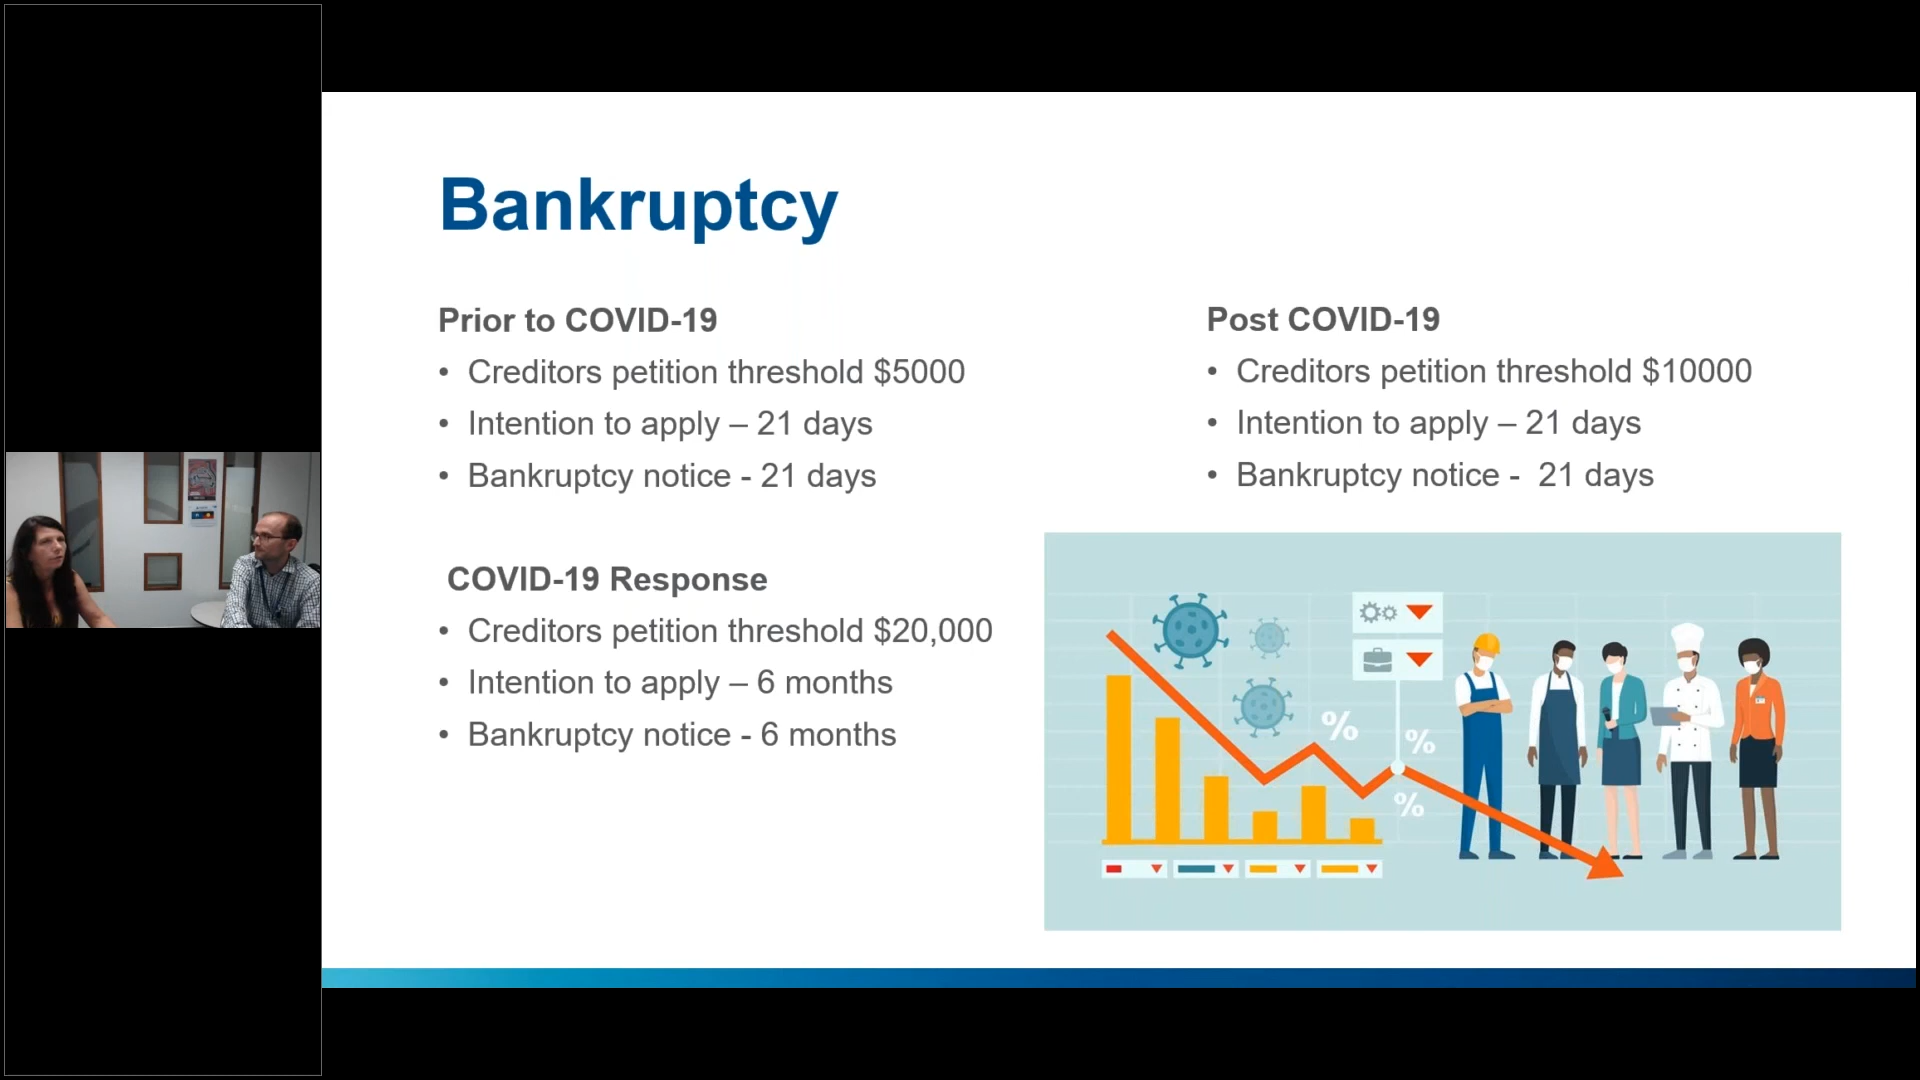 Bankruptcy
Prior to COVID-19
• Creditors petition threshold $5000
• Intention to apply – 21 days
• Bankruptcy notice - 21 days
COVID-19 Response
• Creditors petition threshold $20,000
• Intention to apply – 6 months
• Bankruptcy notice - 6 months
Post COVID-19
• Creditors petition threshold $10000
• Intention to apply – 21 days
• Bankruptcy notice -  21 days
%
%
%